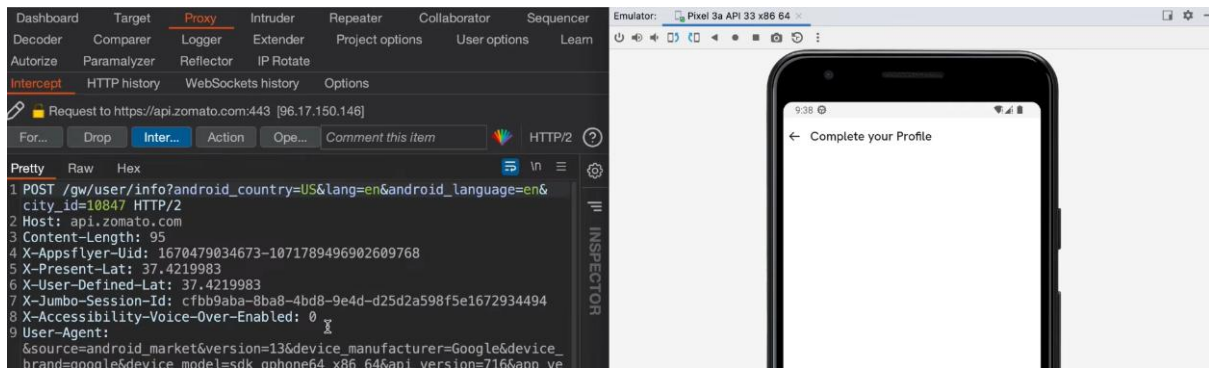 Dashboard Target Proxy Intruder Repeater Collaborator Sequencer
Decoder Comparer Logger Extender Project options User options Learn
Autorize Paramalyzer Reflector IP Rotate
Intercept HTTP history WebSockets history Options
Request to https://api.zomato.com:443 [96.17.150.146]
For... Drop Inter... Action Ope... Comment this item HTTP/2 ?
Pretty Raw Hex \n
1 POST /gw/user/info?android_country=US&lang=en&android_language=en&
city_id=10847 HTTP/2
2 Host: api.zomato.com
3 Content-Length: 95
4 X-Appsflyer-Uid: 1670479034673-1071789496902609768
5 X-Present-Lat: 37.4219983
6 X-User-Defined-Lat: 37.4219983
7 X-Jumbo-Session-Id: cfbb9aba-8ba8-4bd8-9e4d-d25d2a598f5e1672934494
8 X-Accessibility-Voice-Over-Enabled: 0
9 User-Agent:
&source=android_market&version=13&device_manufacturer=Google&device_
brand=google&device_model=sdk_gphone64_x86_64&api_version=716&app_ve
INSPECTOR
Emulator: Pixel 3a API 33 x86 64
9:38
Complete your Profile